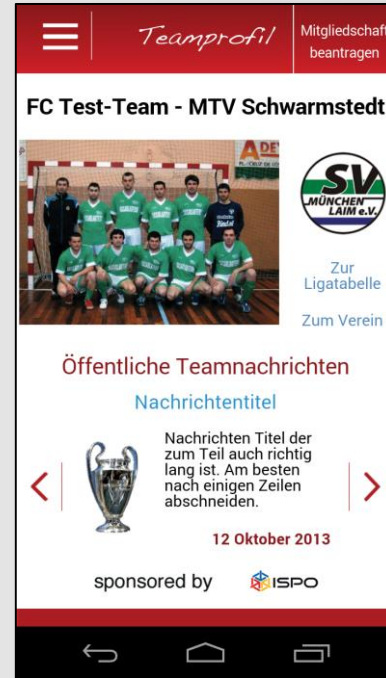 Teamprofil
Mitgliedschaft
beantragen
FC Test-Team - MTV Schwarmstedt
SV
MÜNCHEN
LAIM e.V.
Zur
Ligatabelle
Zum Verein
Öffentliche Teamnachrichten
Nachrichtentitel
Nachrichten Titel der
zum Teil auch richtig
lang ist. Am besten
nach einigen Zeilen
abschneiden.
12 Oktober 2013
sponsored by ISPO